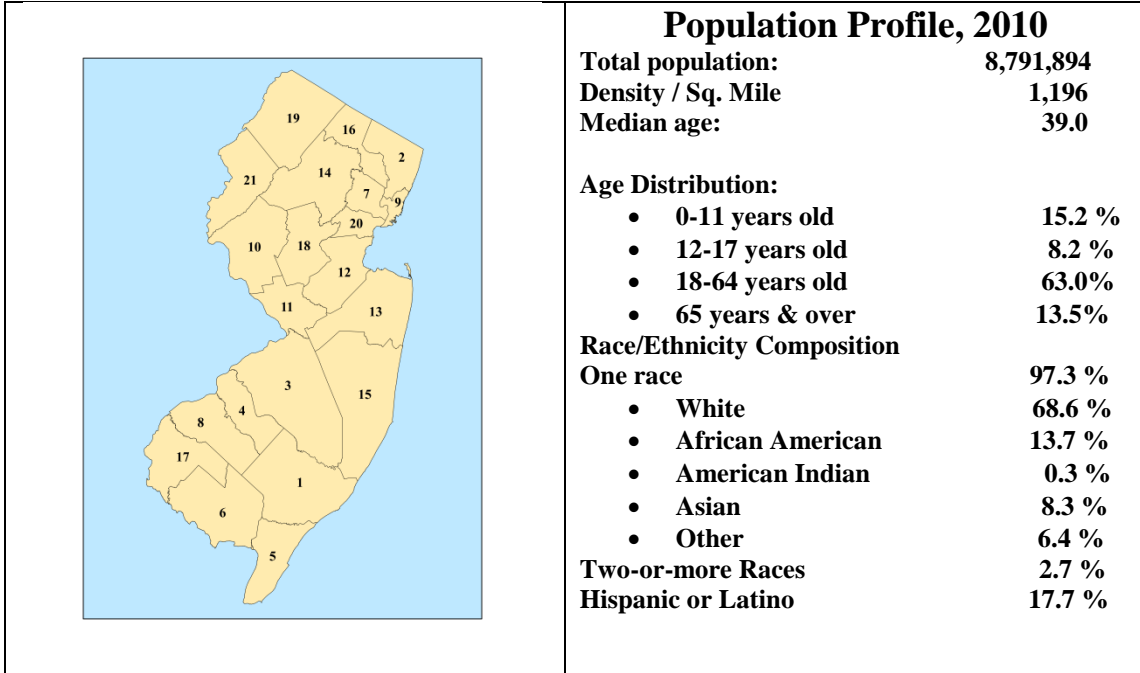 19
16
2
14
21
7
9
20
10
18
12
11
13
3
15
4
8
17
1
6
5
Population Profile, 2010
Total population: 8,791,894
Density / Sq. Mile 1,196
Median age: 39.0
Age Distribution:
• 0-11 years old 15.2 %
• 12-17 years old 8.2 %
• 18-64 years old 63.0%
• 65 years & over 13.5%
Race/Ethnicity Composition
One race 97.3 %
• White 68.6 %
• African American 13.7 %
• American Indian 0.3 %
• Asian 8.3 %
• Other 6.4 %
Two-or-more Races 2.7 %
Hispanic or Latino 17.7 %